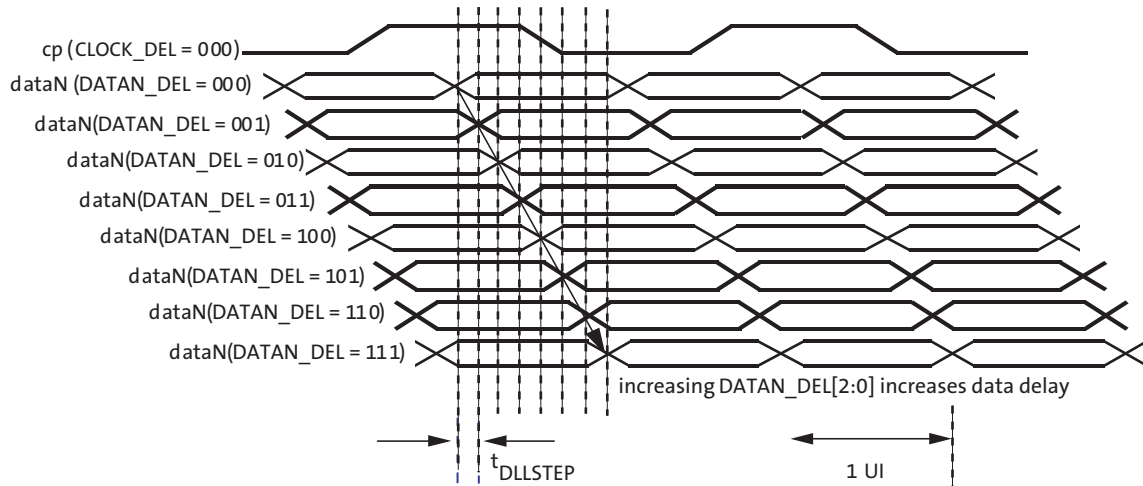 cp (CLOCK_DEL = 000)
dataN (DATAN_DEL = 000)
dataN(DATAN_DEL = 001)
dataN(DATAN_DEL = 010)
dataN(DATAN_DEL = 011)
dataN(DATAN_DEL = 100)
dataN(DATAN_DEL = 101)
dataN(DATAN_DEL = 110)
dataN(DATAN_DEL = 111)
increasing DATAN_DEL[2:0] increases data delay
tDLLSTEP
1 UI